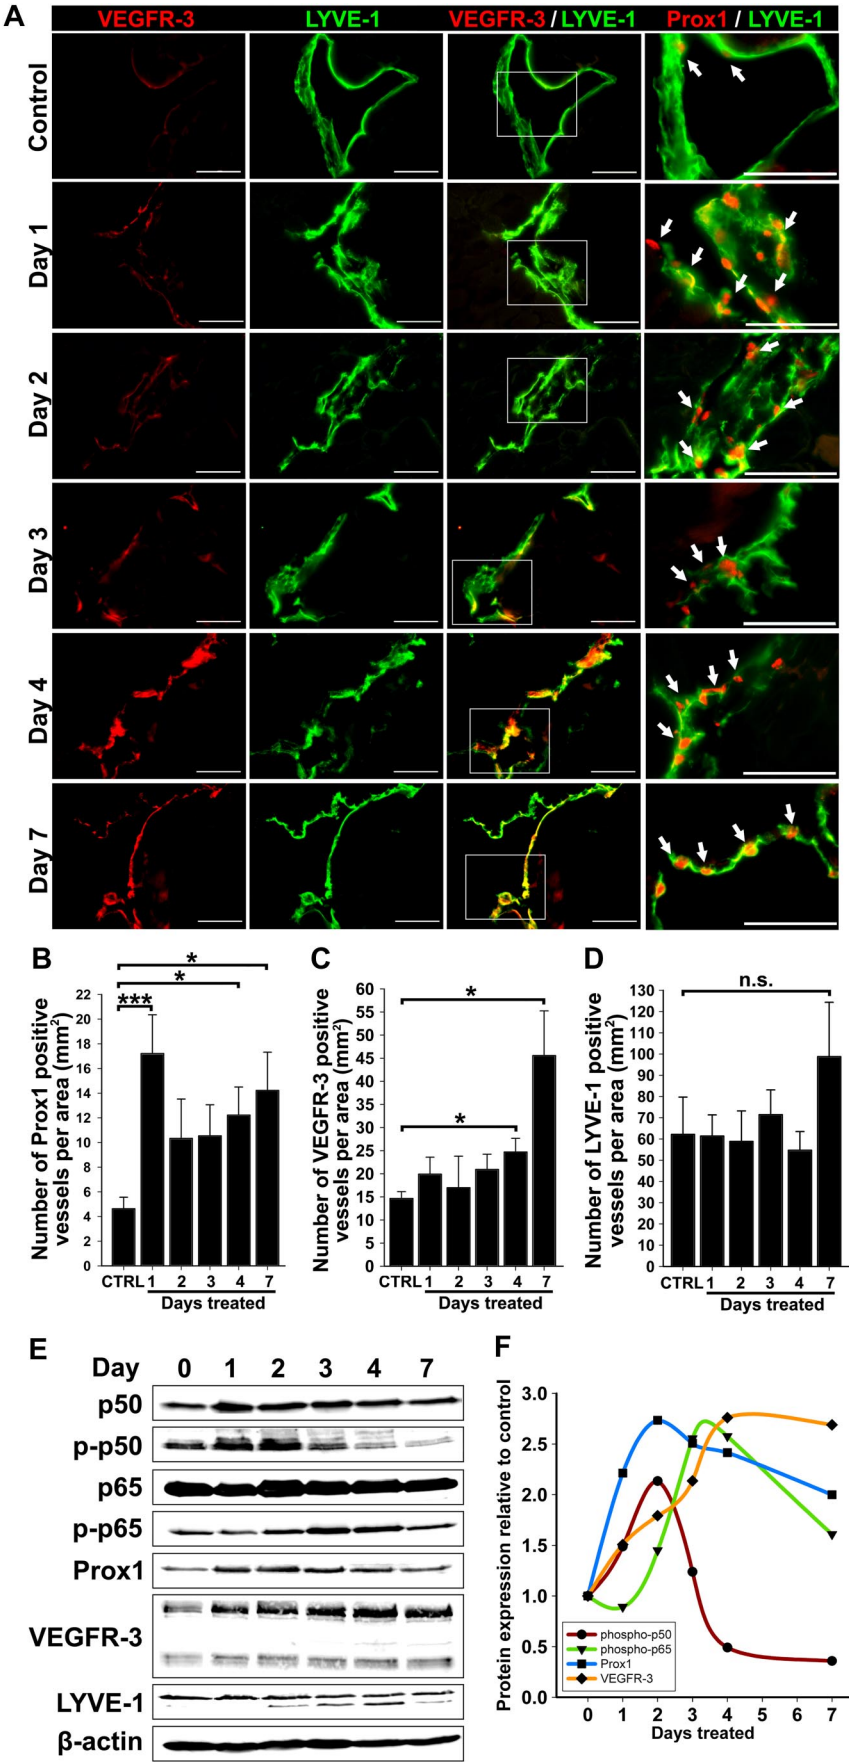 A
VEGFR-3
LYVE-1
VEGFR-3 / LYVE-1
Prox1 / LYVE-1
Control
Day 1
Day 2
Day 3
Day 4
Day 7
B
Number of Prox1 positive
vessels per area (mm²)
22
20
18
16
14
12
10
8
6
4
2
0
***
*
*
CTRL 1 2 3 4 7
Days treated
C
Number of VEGFR-3 positive
vessels per area (mm²)
60
55
50
45
40
35
30
25
20
15
10
5
0
*
*
CTRL 1 2 3 4 7
Days treated
D
Number of LYVE-1 positive
vessels per area (mm²)
130
120
110
100
90
80
70
60
50
40
30
20
10
0
n.s.
CTRL 1 2 3 4 7
Days treated
E
Day 0 1 2 3 4 7
p50
p-p50
p65
p-p65
Prox1
VEGFR-3
LYVE-1
β-actin
F
Protein expression relative to control
3.0
2.5
2.0
1.5
1.0
0.5
0.0
phospho-p50
phospho-p65
Prox1
VEGFR-3
0 1 2 3 4 5 6 7
Days treated